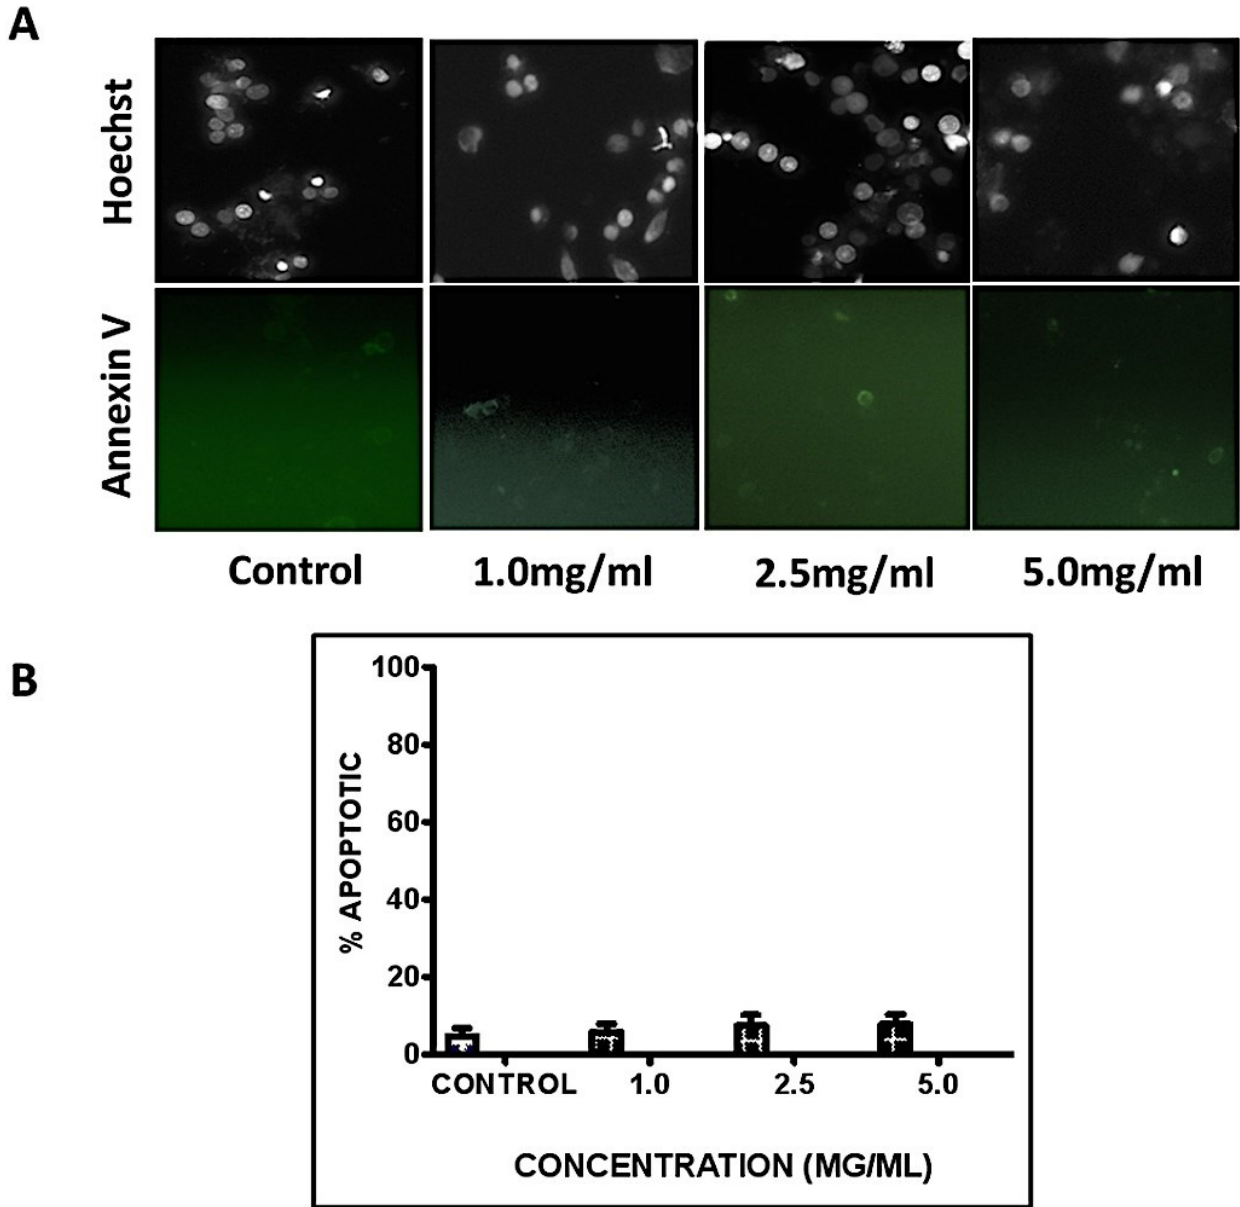 A
Hoechst
Annexin V
Control 1.0mg/ml 2.5mg/ml 5.0mg/ml
B
100
80
60
40
20
0
% APOPTOTIC
CONTROL 1.0 2.5 5.0
CONCENTRATION (MG/ML)